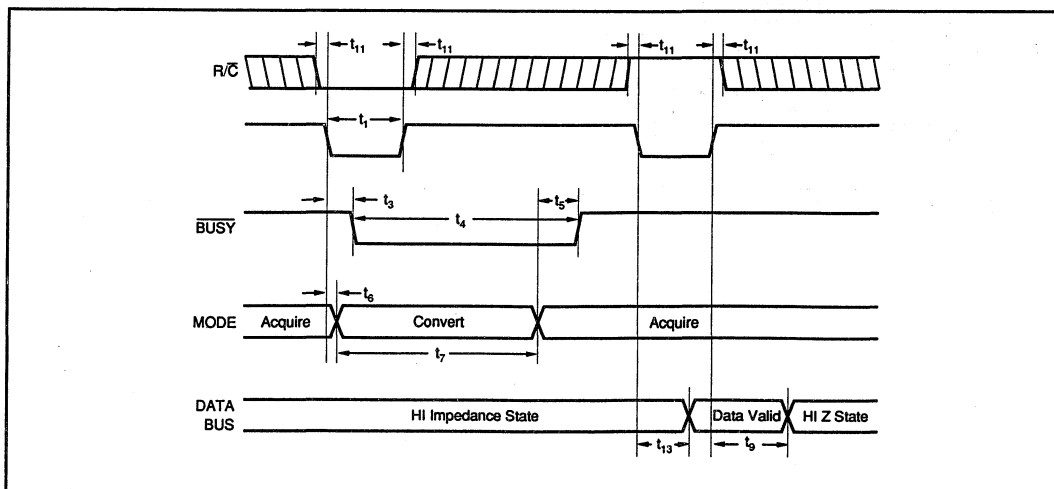 t11 t11 t11 t11
R/C̅
t1
t3 t5
B̅U̅S̅Y̅ t4
t6
MODE Acquire Convert Acquire
t7
DATA BUS HI Impedance State Data Valid HI Z State
t13 t9